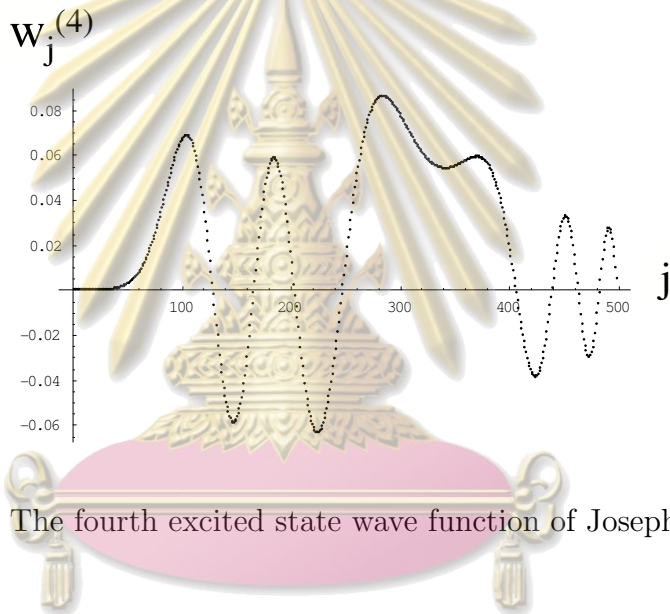 w_j^(4)
0.08
0.06
0.04
0.02
j
100 200 300 400 500
−0.02
−0.04
−0.06
The fourth excited state wave function of Joseph